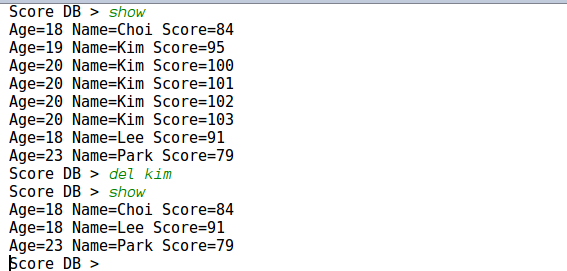 Score DB > show
Age=18 Name=Choi Score=84
Age=19 Name=Kim Score=95
Age=20 Name=Kim Score=100
Age=20 Name=Kim Score=101
Age=20 Name=Kim Score=102
Age=20 Name=Kim Score=103
Age=18 Name=Lee Score=91
Age=23 Name=Park Score=79
Score DB > del kim
Score DB > show
Age=18 Name=Choi Score=84
Age=18 Name=Lee Score=91
Age=23 Name=Park Score=79
Score DB >